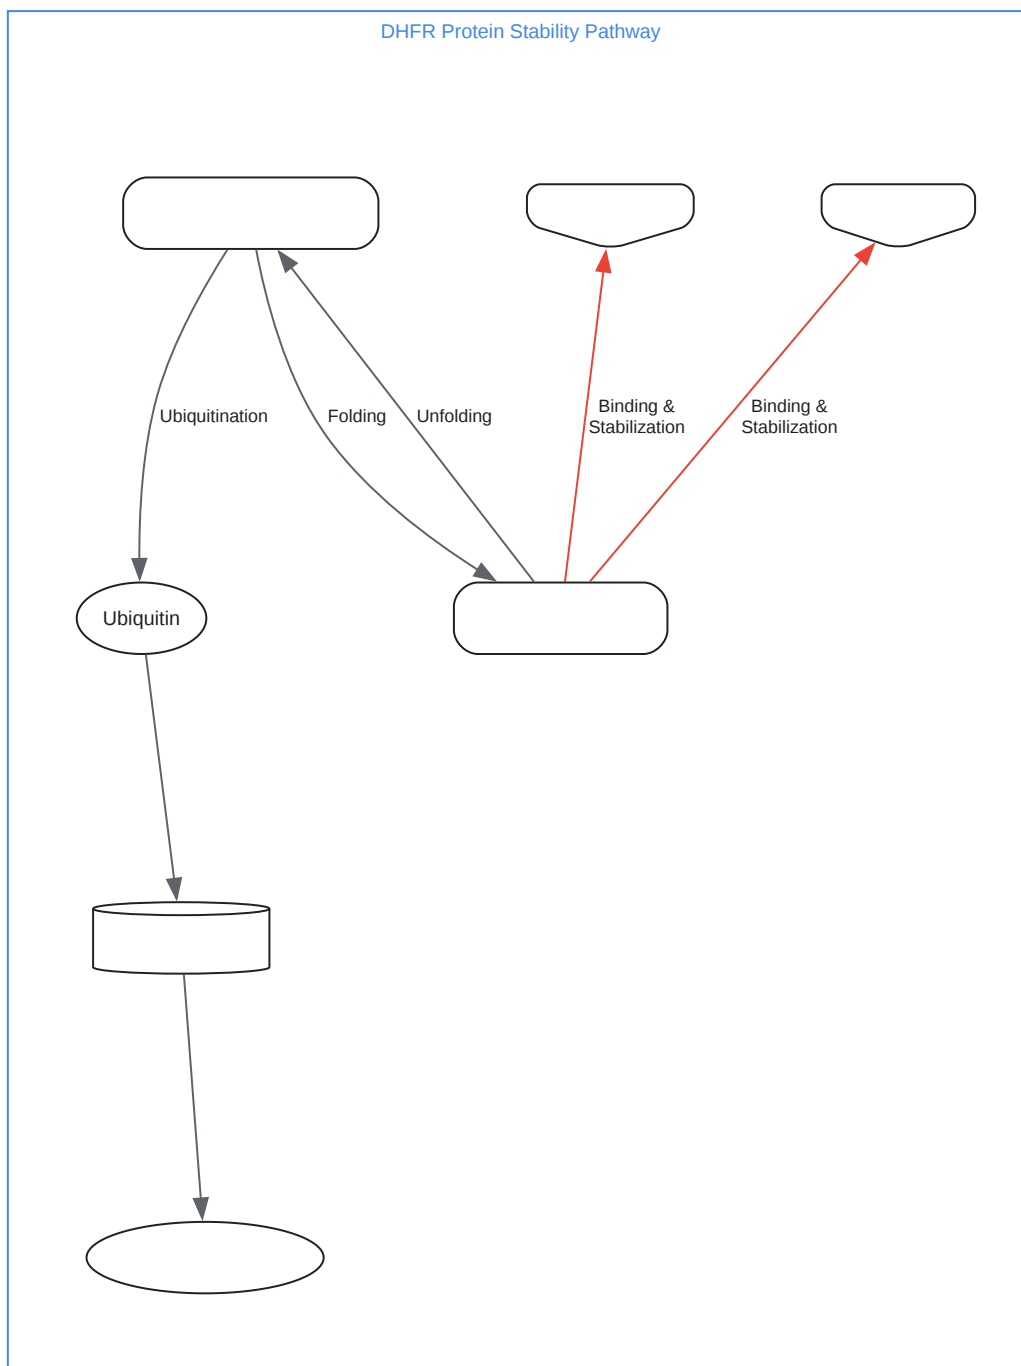 DHFR Protein Stability Pathway
Ubiquitination
Folding
Unfolding
Binding &
Stabilization
Binding &
Stabilization
Ubiquitin